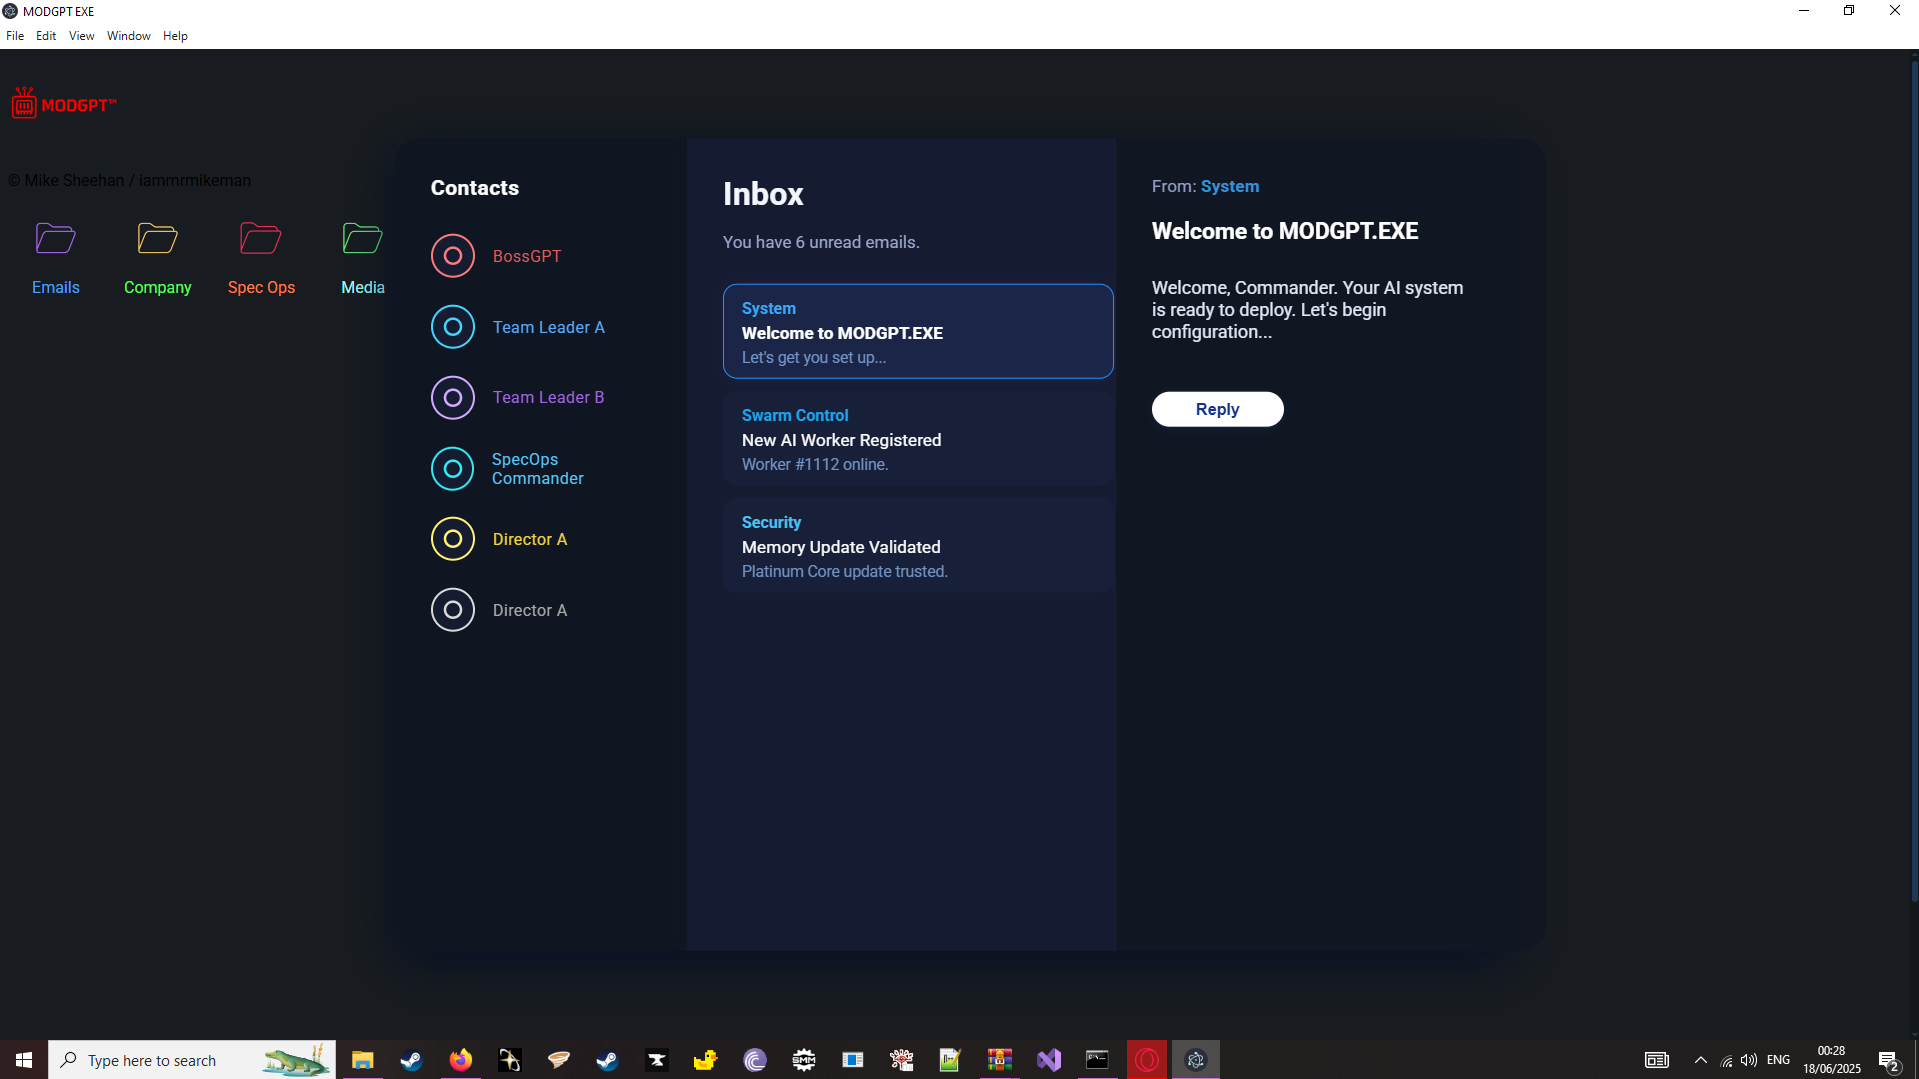 MODGPT EXE
File Edit View Window Help
MODGPT™
© Mike Sheehan / iammrmikeman
Emails Company Spec Ops Media
Contacts
BossGPT
Team Leader A
Team Leader B
SpecOps
Commander
Director A
Director A
Inbox
You have 6 unread emails.
System
Welcome to MODGPT.EXE
Let's get you set up...
Swarm Control
New AI Worker Registered
Worker #1112 online.
Security
Memory Update Validated
Platinum Core update trusted.
From: System
Welcome to MODGPT.EXE
Welcome, Commander. Your AI system
is ready to deploy. Let's begin
configuration...
Reply
Type here to search
SMM
ENG
00:28
18/06/2025
2